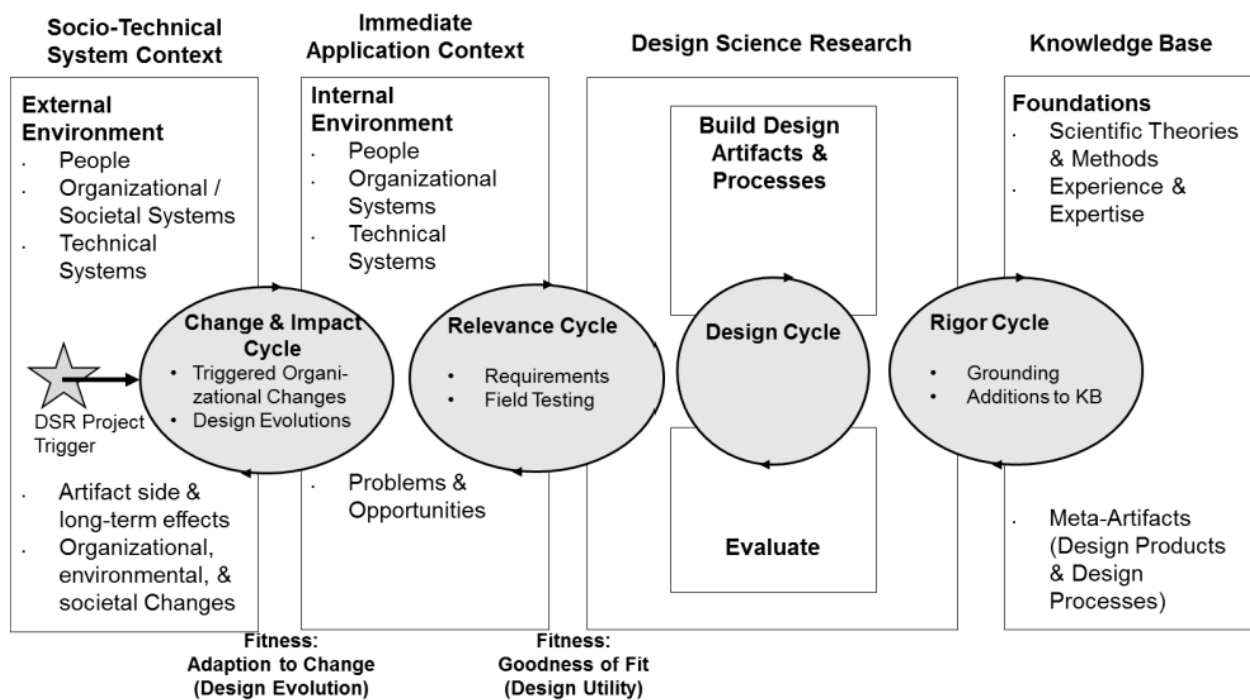 Socio-Technical
System Context
External
Environment
· People
· Organizational /
Societal Systems
· Technical
Systems
DSR Project
Trigger
· Artifact side &
long-term effects
· Organizational,
environmental, &
societal Changes
Change & Impact
Cycle
• Triggered Organi-
zational Changes
• Design Evolutions
Fitness:
Adaption to Change
(Design Evolution)
Immediate
Application Context
Internal
Environment
· People
· Organizational
Systems
· Technical
Systems
· Problems &
Opportunities
Relevance Cycle
• Requirements
• Field Testing
Fitness:
Goodness of Fit
(Design Utility)
Design Science Research
Build Design
Artifacts &
Processes
Design Cycle
Evaluate
Rigor Cycle
• Grounding
• Additions to KB
Knowledge Base
Foundations
· Scientific Theories
& Methods
· Experience &
Expertise
· Meta-Artifacts
(Design Products
& Design
Processes)